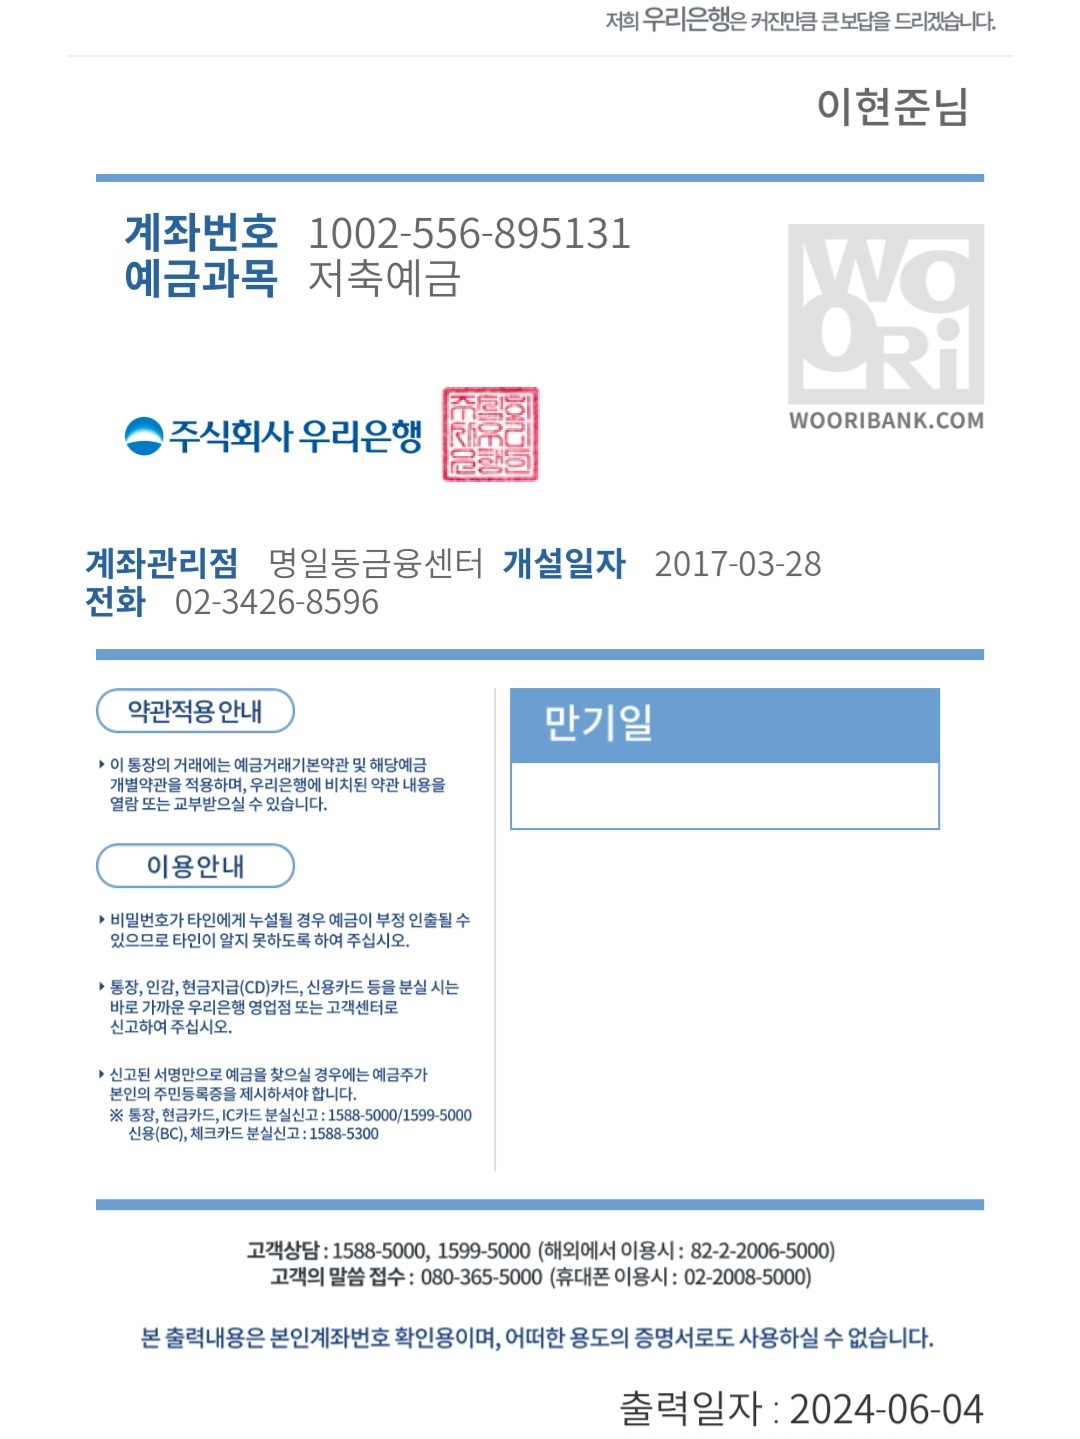 저희 우리은행은 커진만큼 큰 보답을 드리겠습니다.
이현준님
계좌번호 1002-556-895131
예금과목 저축예금
WOORI
WOORIBANK.COM
주식회사 우리은행
계좌관리점 명일동금융센터 개설일자 2017-03-28
전화 02-3426-8596
약관적용 안내
이 통장의 거래에는 예금거래기본약관 및 해당예금
개별약관을 적용하며, 우리은행에 비치된 약관 내용을
열람 또는 교부받으실 수 있습니다.
이용안내
비밀번호가 타인에게 누설될 경우 예금이 부정 인출될 수
있으므로 타인이 알지 못하도록 하여 주십시오.
통장, 인감, 현금지급(CD)카드, 신용카드 등을 분실 시는
바로 가까운 우리은행 영업점 또는 고객센터로
신고하여 주십시오.
신고된 서명만으로 예금을 찾으실 경우에는 예금주가
본인의 주민등록증을 제시하셔야 합니다.
※ 통장, 현금카드, IC카드 분실신고 : 1588-5000/1599-5000
신용(BC), 체크카드 분실신고 : 1588-5300
만기일
고객상담 : 1588-5000, 1599-5000 (해외에서 이용시 : 82-2-2006-5000)
고객의 말씀 접수 : 080-365-5000 (휴대폰 이용시 : 02-2008-5000)
본 출력내용은 본인계좌번호 확인용이며, 어떠한 용도의 증명서로도 사용하실 수 없습니다.
출력일자 : 2024-06-04